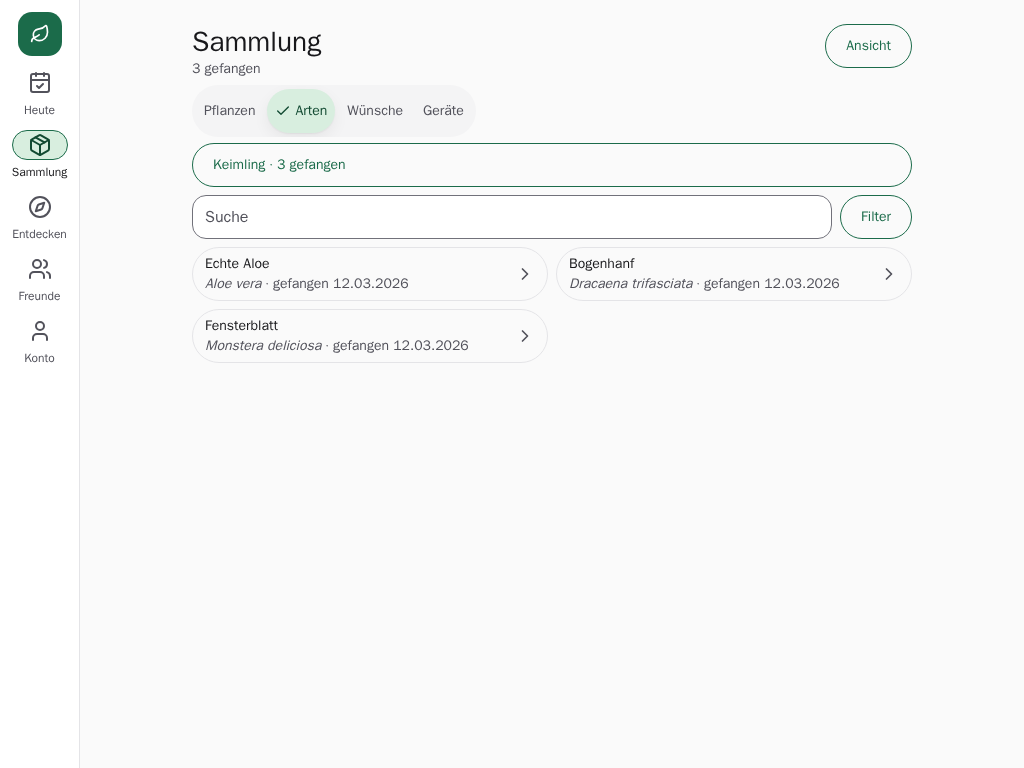 Sammlung
3 gefangen
Ansicht
Heute
Sammlung
Entdecken
Freunde
Konto
Pflanzen
Arten
Wünsche
Geräte
Keimling · 3 gefangen
Suche
Filter
Echte Aloe
Aloe vera · gefangen 12.03.2026
Bogenhanf
Dracaena trifasciata · gefangen 12.03.2026
Fensterblatt
Monstera deliciosa · gefangen 12.03.2026